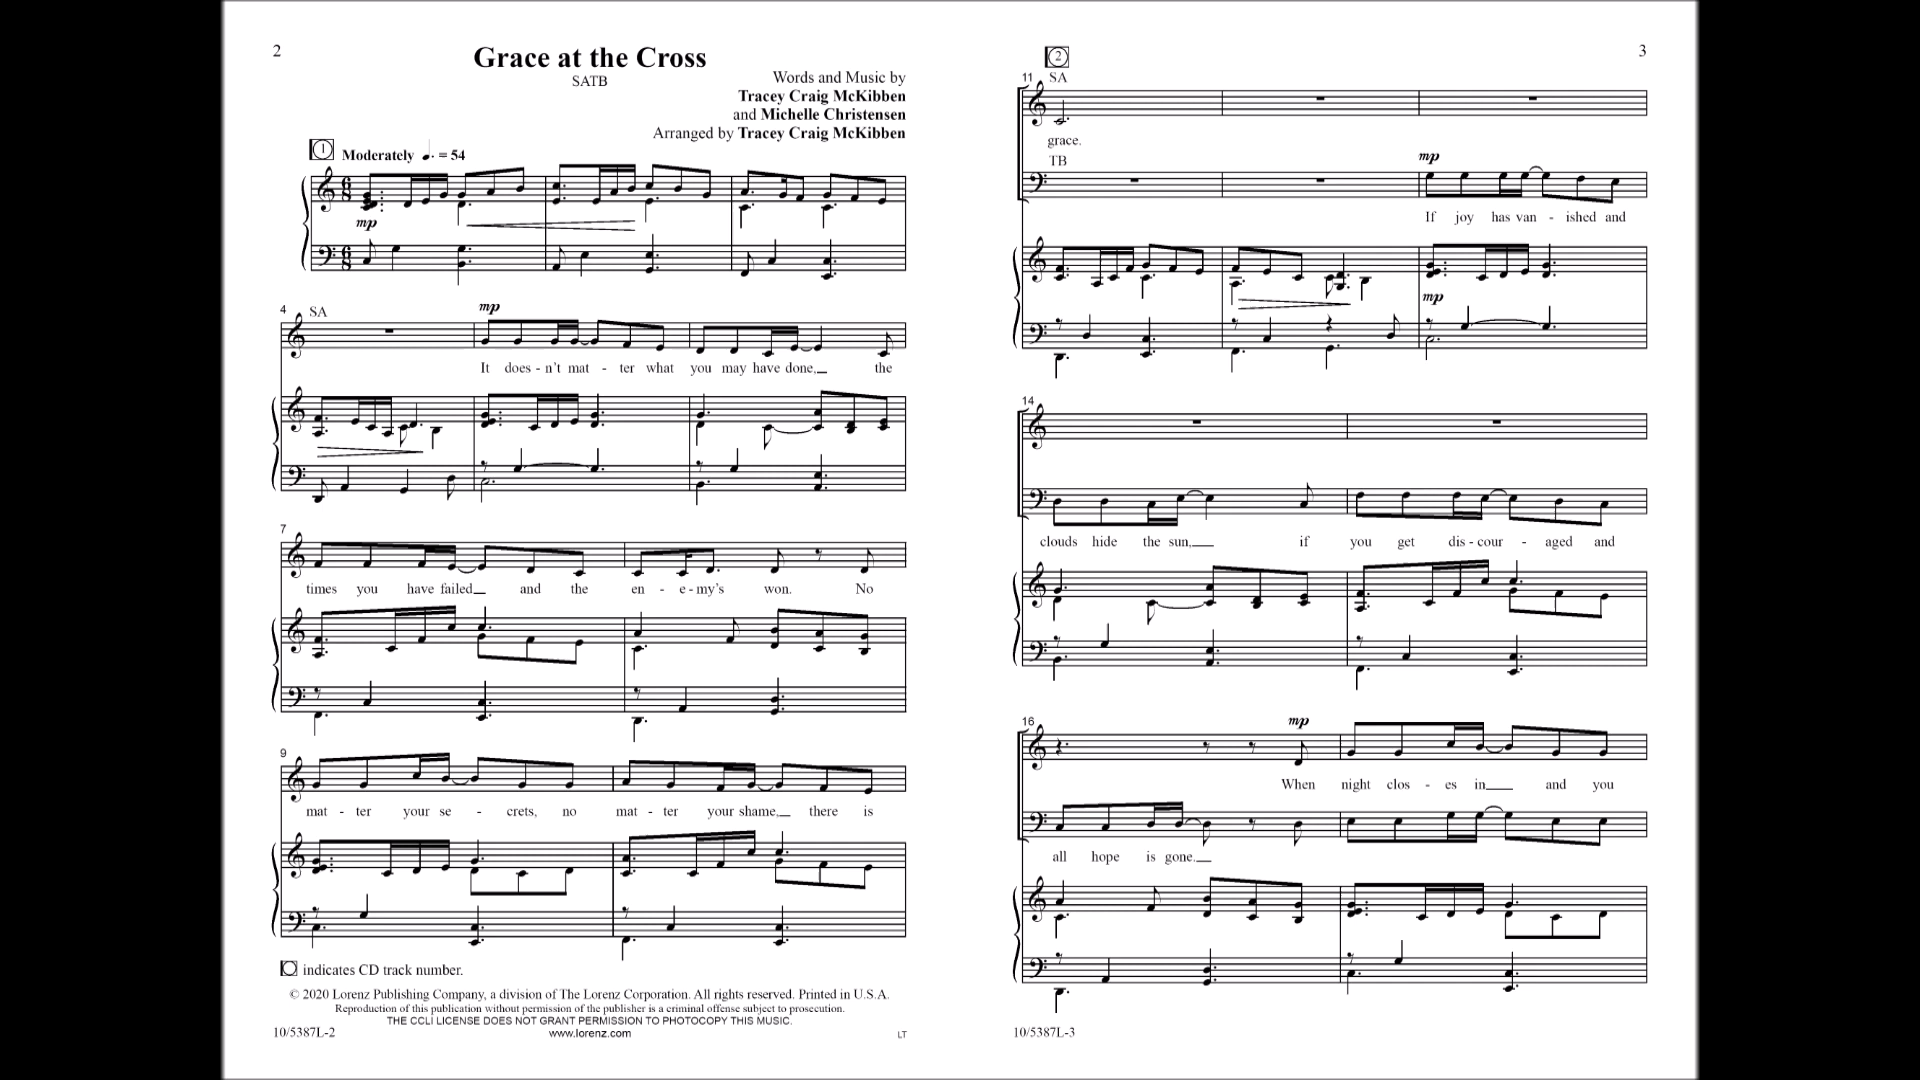 2
Grace at the Cross
SATB
Words and Music by
Tracey Craig McKibben
and Michelle Christensen
Arranged by Tracey Craig McKibben
1 Moderately ♩. = 54
6 8
mp
6 8
4 SA mp
It does - n't mat - ter what you may have done, the
7
times you have failed and the en - e - my's won. No
9
mat - ter your se - crets, no mat - ter your shame, there is
indicates CD track number.
© 2020 Lorenz Publishing Company, a division of The Lorenz Corporation. All rights reserved. Printed in U.S.A.
Reproduction of this publication without permission of the publisher is a criminal offense subject to prosecution.
THE CCLI LICENSE DOES NOT GRANT PERMISSION TO PHOTOCOPY THIS MUSIC.
www.lorenz.com
10/5387L-2 LT
3
2
11 SA
grace.
TB mp
If joy has van - ished and
mp
14
clouds hide the sun, if you get dis - cour - aged and
16 mp
When night clos - es in and you
all hope is gone.
10/5387L-3